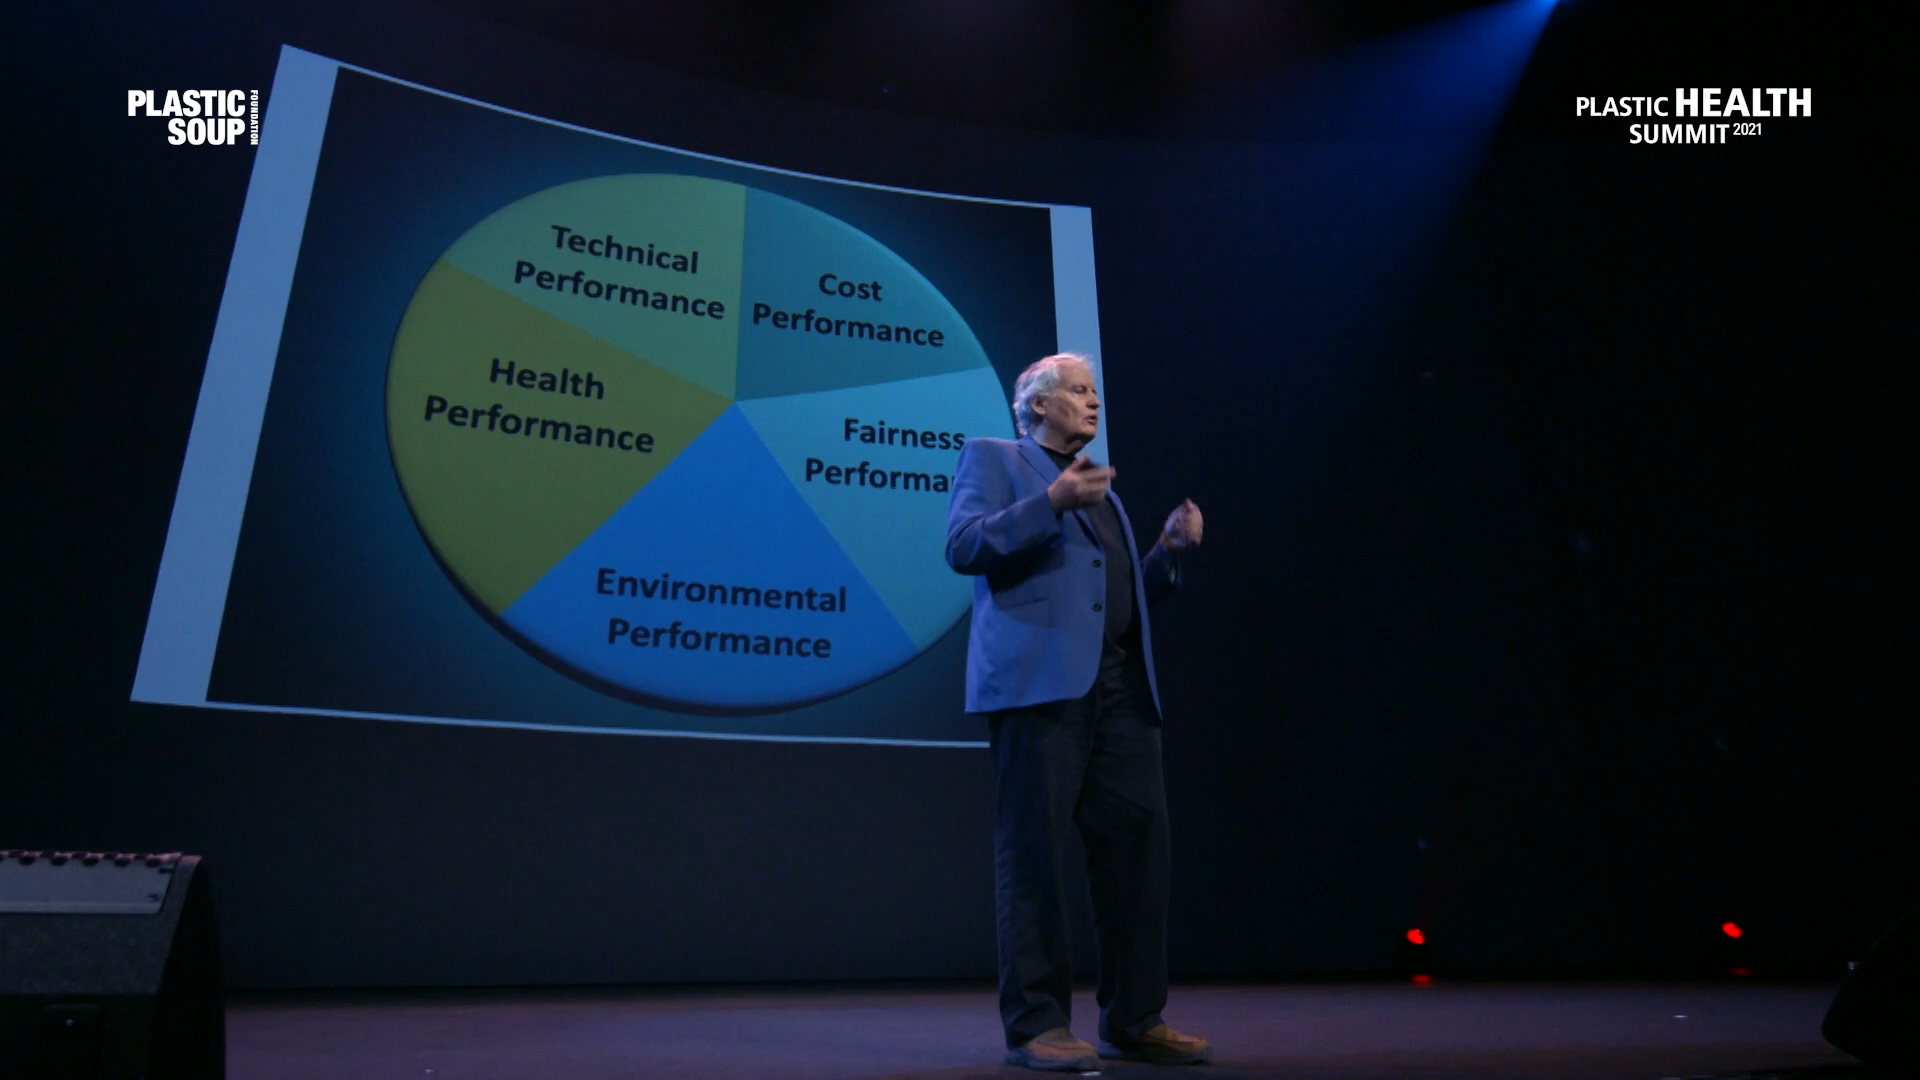 PLASTIC
SOUP
FOUNDATION
PLASTIC HEALTH
SUMMIT 2021
Technical
Performance
Cost
Performance
Health
Performance
Fairness
Environmental
Performance